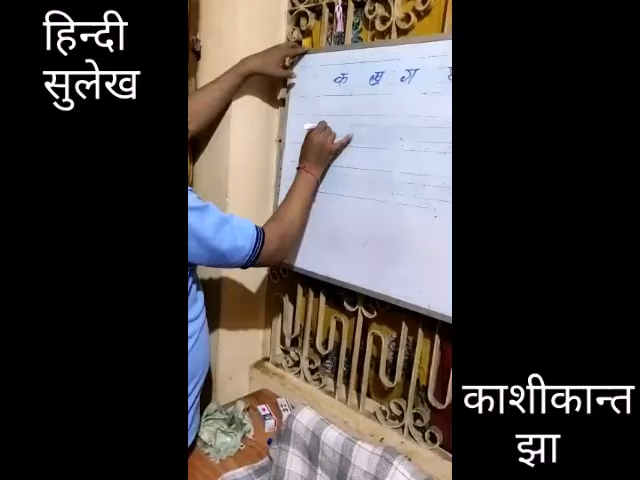 हिन्दी
सुलेख
क ख ग
काशीकान्त
झा